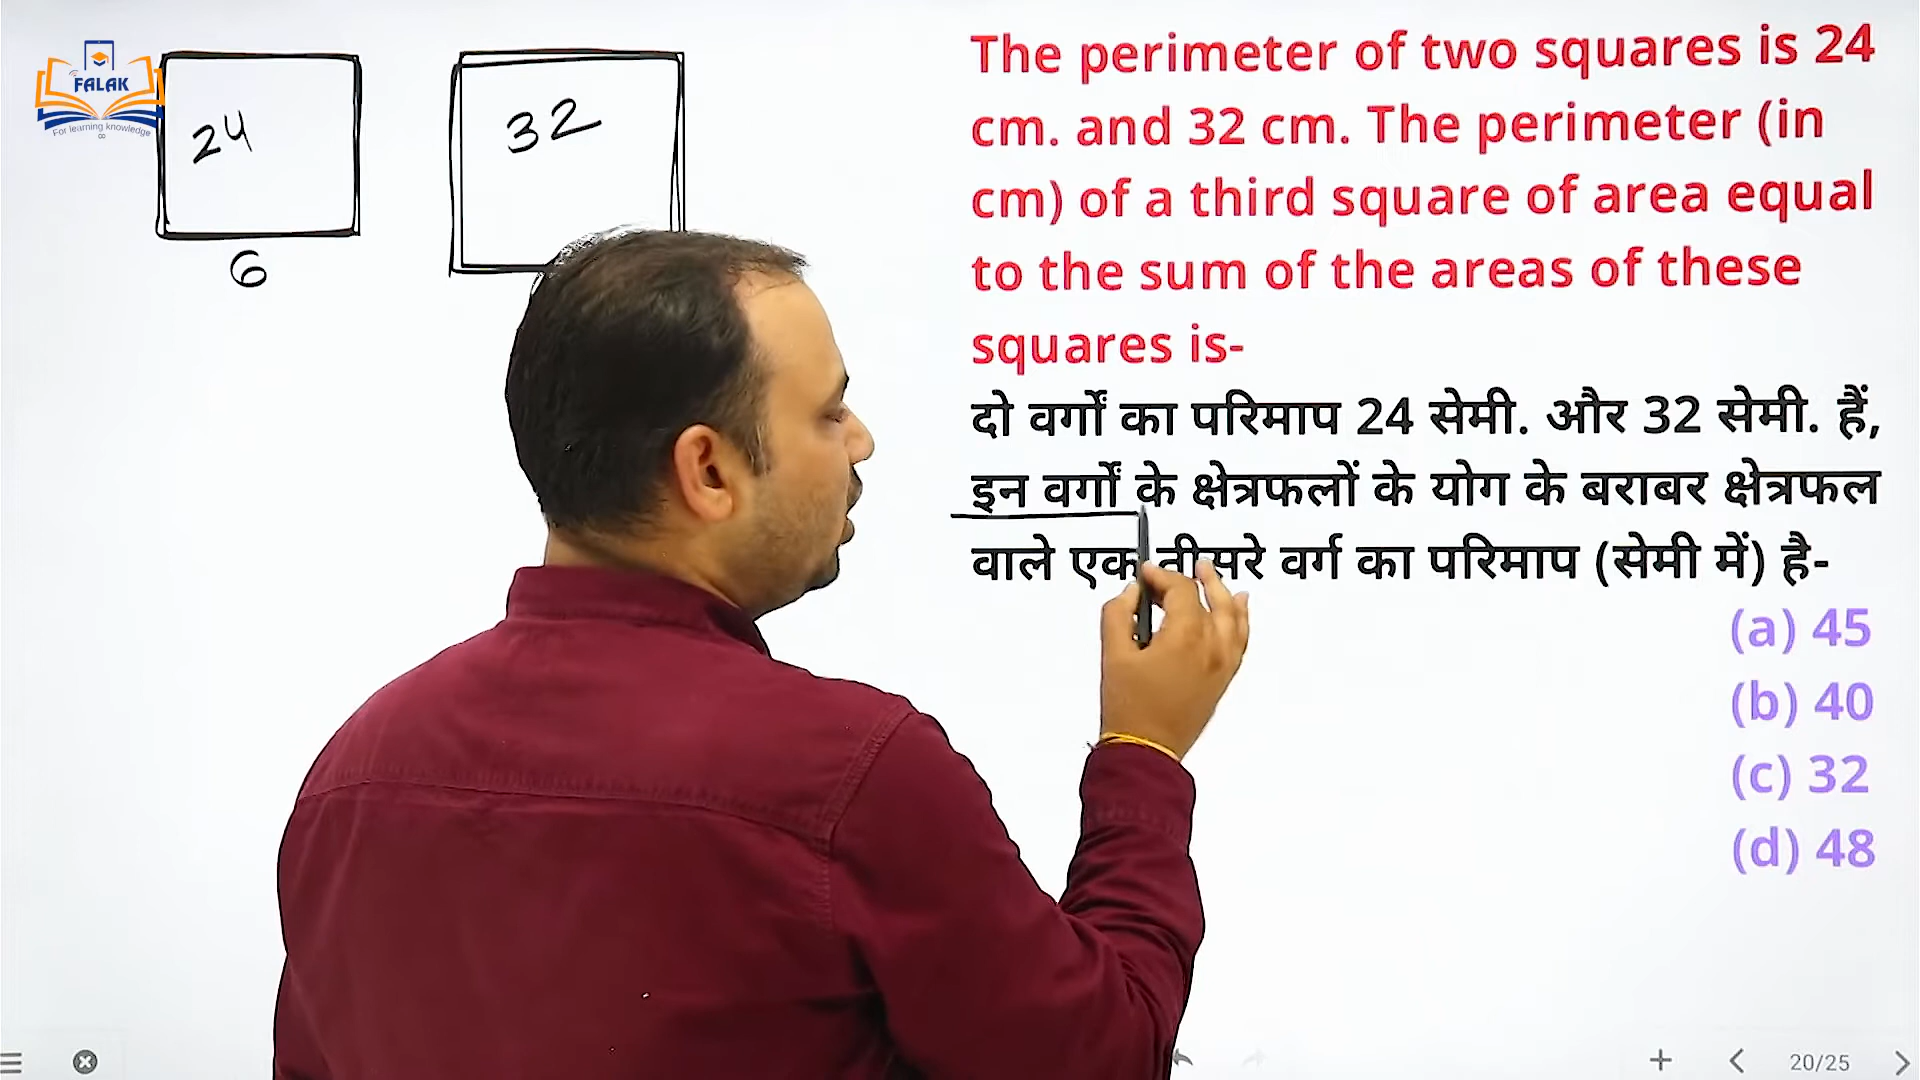 FALAK
For learning knowledge
24
6
32
The perimeter of two squares is 24
cm. and 32 cm. The perimeter (in
cm) of a third square of area equal
to the sum of the areas of these
squares is-
दो वर्गों का परिमाप 24 सेमी. और 32 सेमी. हैं,
इन वर्गों के क्षेत्रफलों के योग के बराबर क्षेत्रफल
वाले एक तीसरे वर्ग का परिमाप (सेमी में) है-
(a) 45
(b) 40
(c) 32
(d) 48
20/25